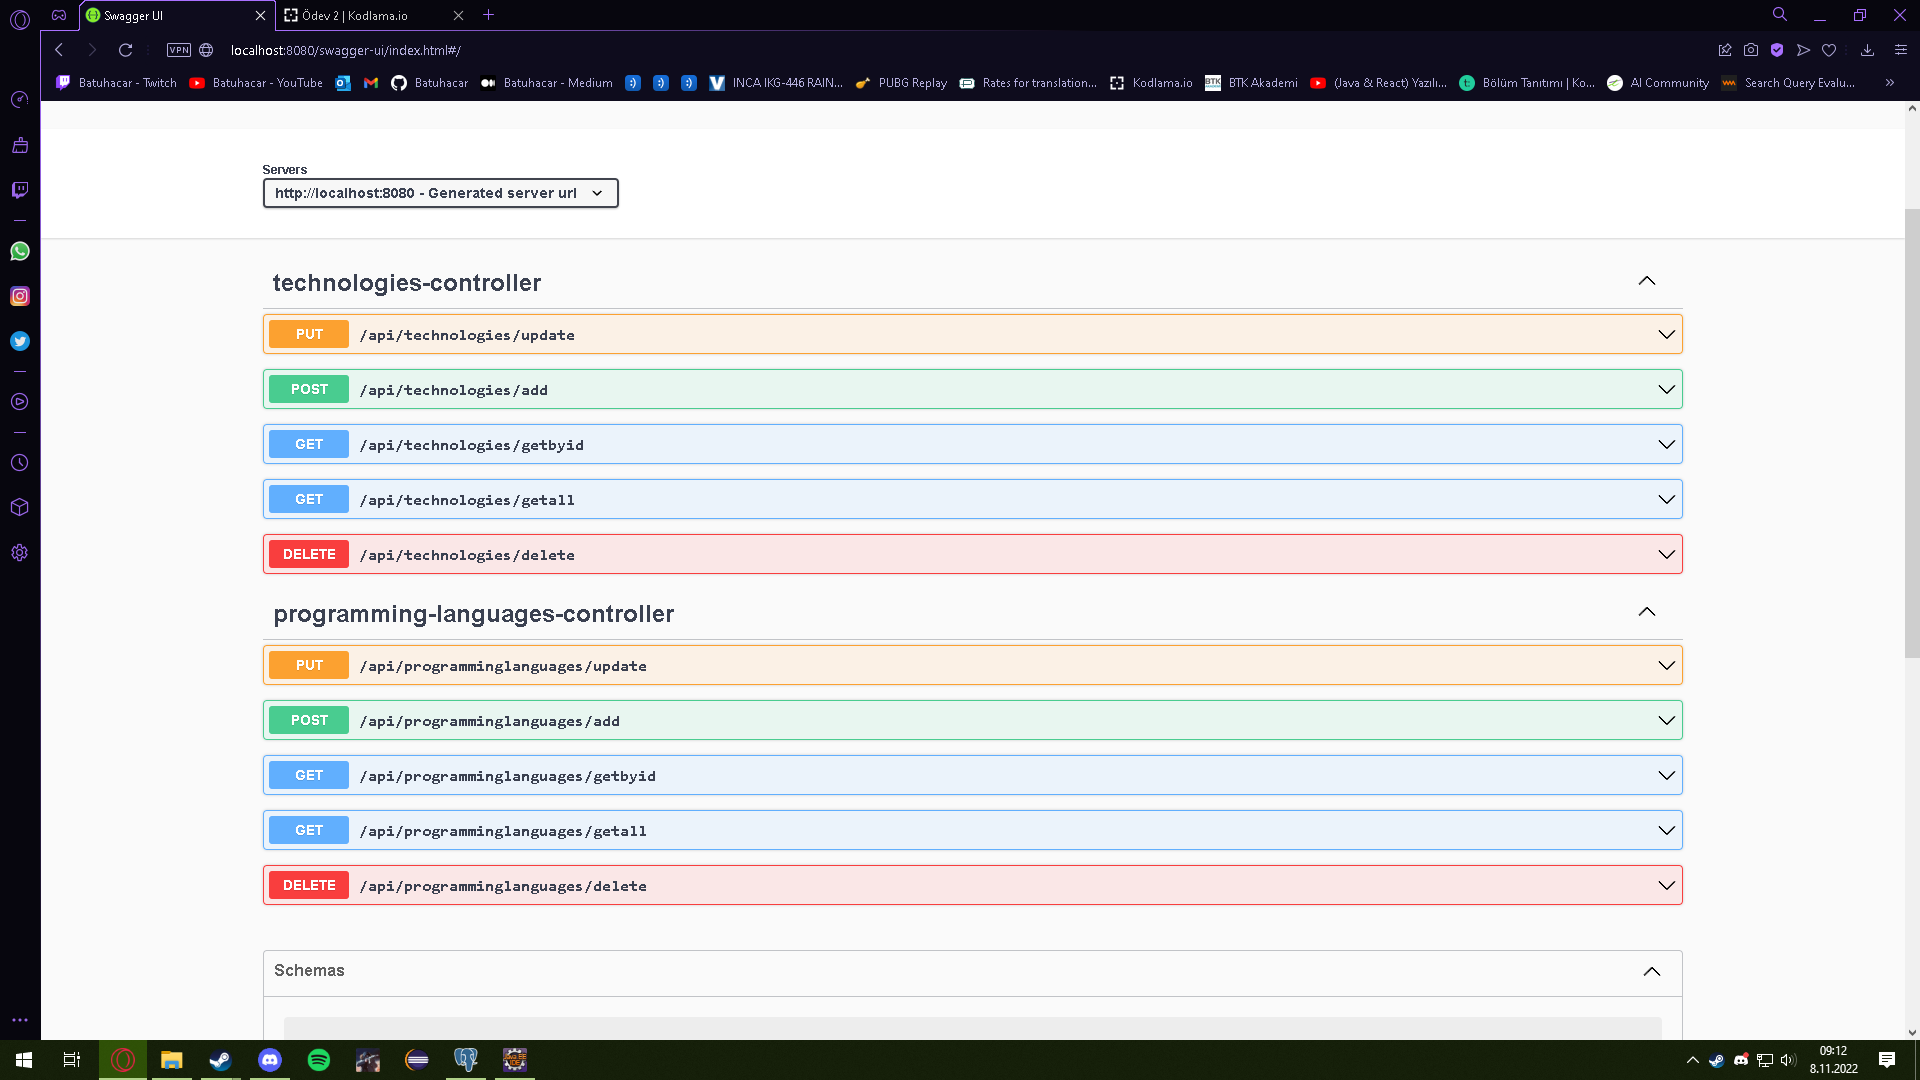 Swagger UI
Ödev 2 | Kodlama.io
VPN
localhost:8080/swagger-ui/index.html#/
Batuhacar - Twitch
Batuhacar - YouTube
Batuhacar
Batuhacar - Medium
INCA IKG-446 RAIN...
PUBG Replay
Rates for translation...
Kodlama.io
BTK
BTK Akademi
(Java & React) Yazılı...
Bölüm Tanıtımı | Ko...
AI Community
Search Query Evalu...
Servers
http://localhost:8080 - Generated server url
technologies-controller
PUT /api/technologies/update
POST /api/technologies/add
GET /api/technologies/getbyid
GET /api/technologies/getall
DELETE /api/technologies/delete
programming-languages-controller
PUT /api/programminglanguages/update
POST /api/programminglanguages/add
GET /api/programminglanguages/getbyid
GET /api/programminglanguages/getall
DELETE /api/programminglanguages/delete
Schemas
09:12
8.11.2022